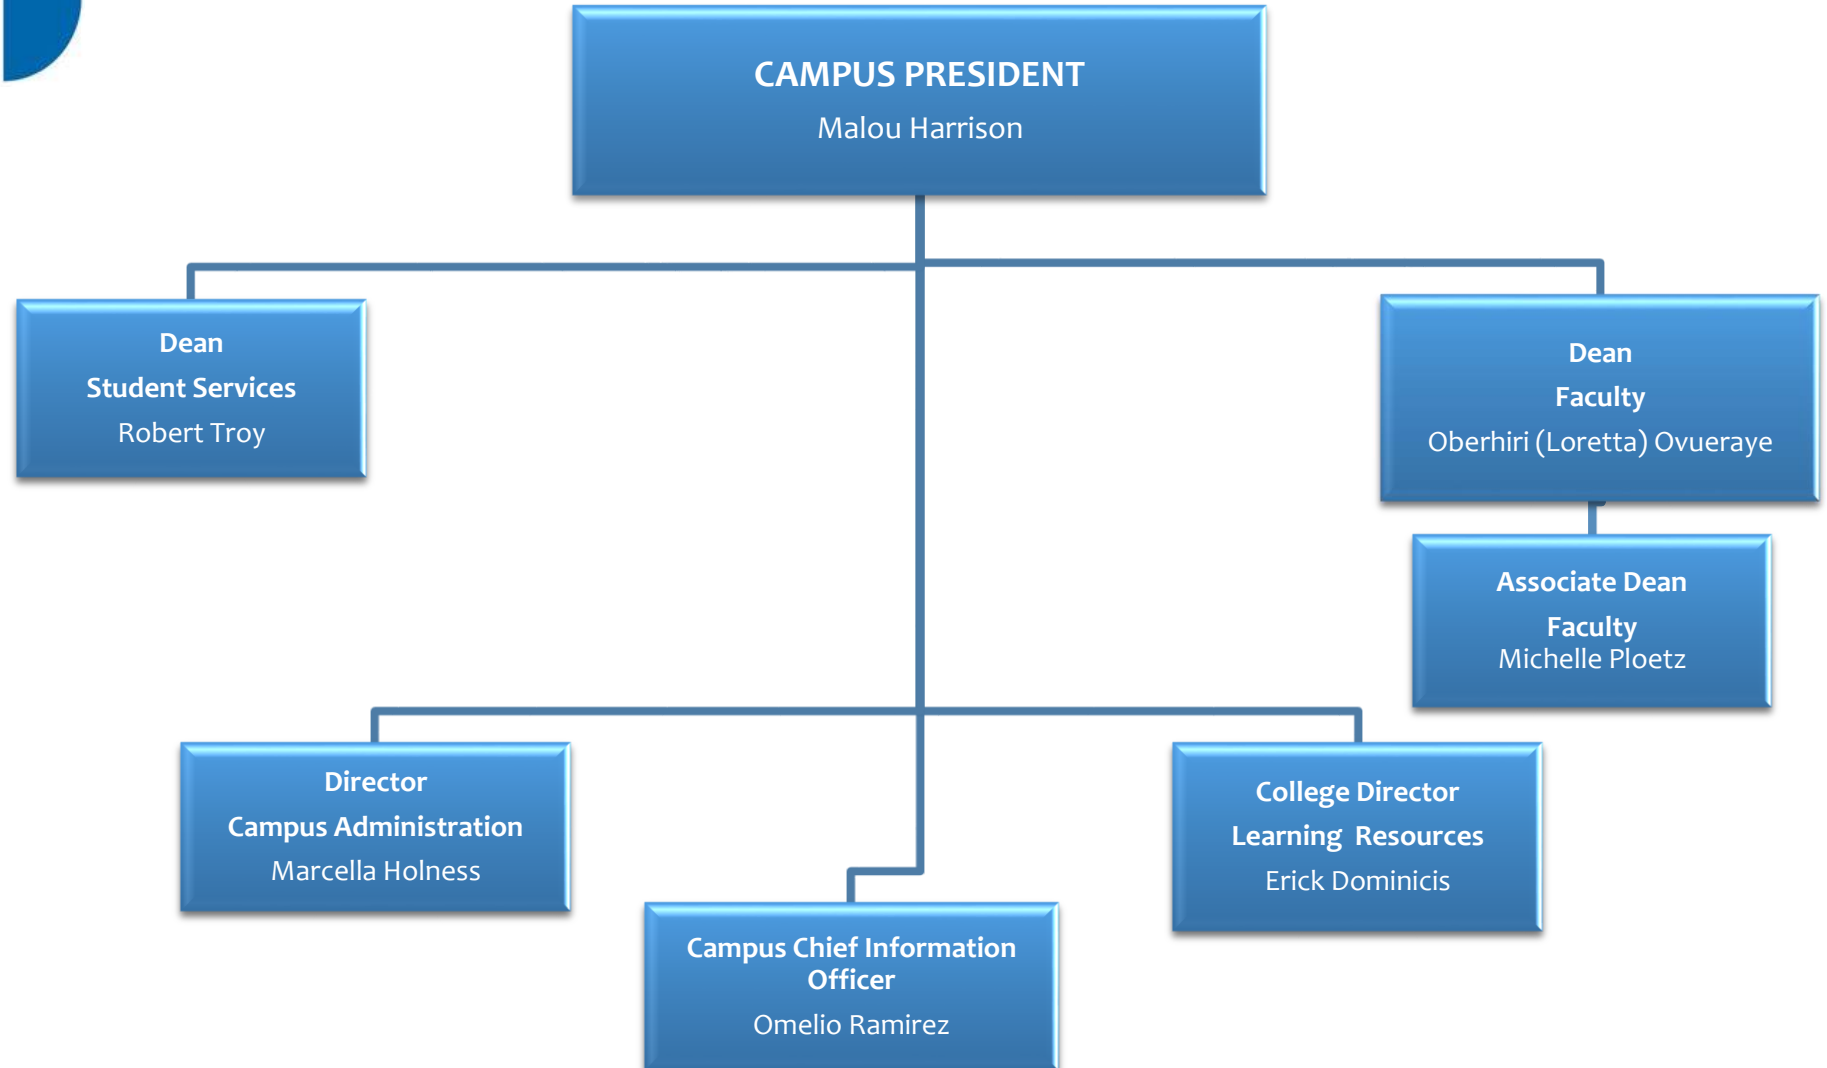 CAMPUS PRESIDENT
Malou Harrison
Dean
Student Services
Robert Troy
Dean
Faculty
Oberhiri (Loretta) Ovueraye
Associate Dean
Faculty
Michelle Ploetz
Director
Campus Administration
Marcella Holness
College Director
Learning  Resources
Erick Dominicis
Campus Chief Information
Officer
Omelio Ramirez